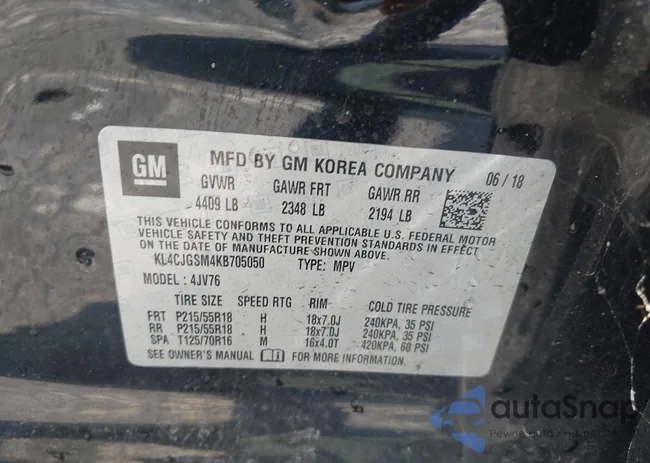 GM
MFD BY GM KOREA COMPANY
06 / 18
GVWR GAWR FRT GAWR RR
4409 LB 2348 LB 2194 LB
THIS VEHICLE CONFORMS TO ALL APPLICABLE U.S. FEDERAL MOTOR
VEHICLE SAFETY AND THEFT PREVENTION STANDARDS IN EFFECT
ON THE DATE OF MANUFACTURE SHOWN ABOVE.
KL4CJGSM4KB705050 TYPE: MPV
MODEL: 4JV76
TIRE SIZE SPEED RTG RIM COLD TIRE PRESSURE
FRT P215/55R18 H 18x7.0J 240KPA, 35 PSI
RR P215/55R18 H 18x7.0J 240KPA, 35 PSI
SPA T125/70R16 M 16x4.0T 420KPA, 60 PSI
SEE OWNER'S MANUAL FOR MORE INFORMATION.
autoSnap
Pewne auta